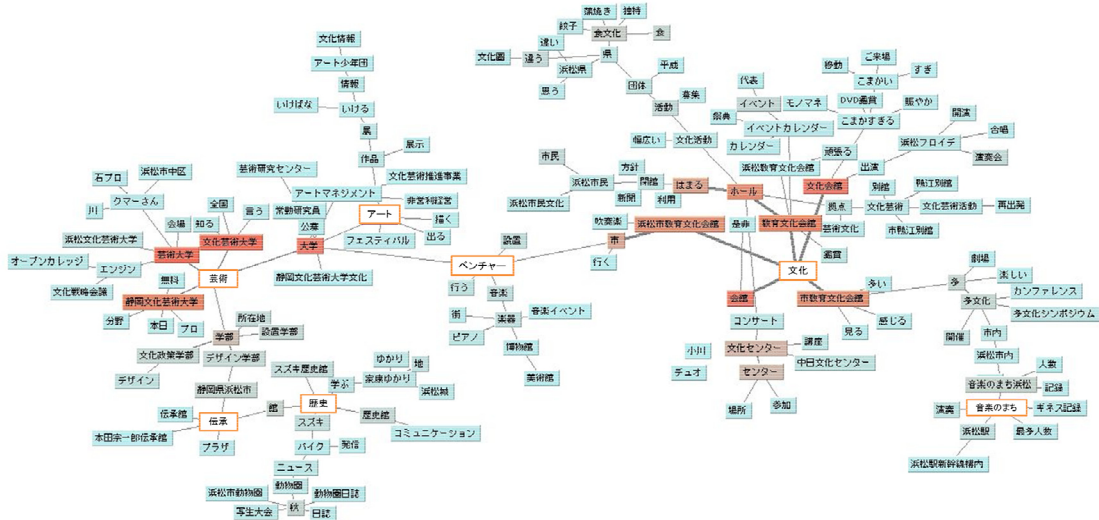 薄焼き
独特
餃子
食文化
食
違い
県
文化圏
違う
浜松県
平成
思う
団体
活動
募集
文化情報
アート少年団
情報
いけばな
いける
展
作品
展示
文化活動
幅広い
代表
イベント
モノマネ
祭典
イベントカレンダー
カレンダー
移動
ご来場
こまかい
すぎ
DVD鑑賞
賑やか
こまかすぎる
開演
浜松フロイデ
合唱
演奏会
頑張る
出演
浜松教育文化会館
文化会館
芸術研究センター
アートマネジメント
文化芸術推進事業
非営利経営
常勤研究員
公募
アート
描く
出る
フェスティバル
大学
静岡文化芸術大学文化
浜松市中区
石プロ
クマーさん
川
会場
知る
全国
言う
文化芸術大学
浜松文化芸術大学
芸術大学
オープンカレッジ
エンジン
文化戦略会議
芸術
無料
静岡文化芸術大学
分野
本日
プロ
市民
浜松市民
浜松市民文化
方針
開館
新聞
利用
はまる
ホール
吹奏楽
市
行く
浜松市教育文化会館
是非
教育文化会館
拠点
芸術文化
別館
鴨江別館
文化芸術
文化芸術活動
再出発
市鴨江別館
鑑賞
文化
設置
ベンチャー
行う
音楽
街
楽器
音楽イベント
ピアノ
博物館
美術館
会館
市教育文化会館
多い
感じる
見る
コンサート
文化センター
講座
中日文化センター
センター
場所
参加
小川
チュオ
劇場
多
楽しい
カンファレンス
多文化
多文化シンポジウム
開催
市内
浜松市内
人数
音楽のまち浜松
記録
演奏
音楽のまち
ギネス記録
最多人数
浜松駅
浜松駅新幹線構内
所在地
学部
設置学部
文化政策学部
デザイン学部
デザイン
静岡県浜松市
伝承館
伝承
館
本田宗一郎伝承館
プラザ
スズキ歴史館
学ぶ
ゆかり
地
家康ゆかり
浜松城
歴史
歴史館
コミュニケーション
スズキ
バイク
発信
ニュース
動物園
浜松市動物園
動物園日誌
写生大会
秋
日誌